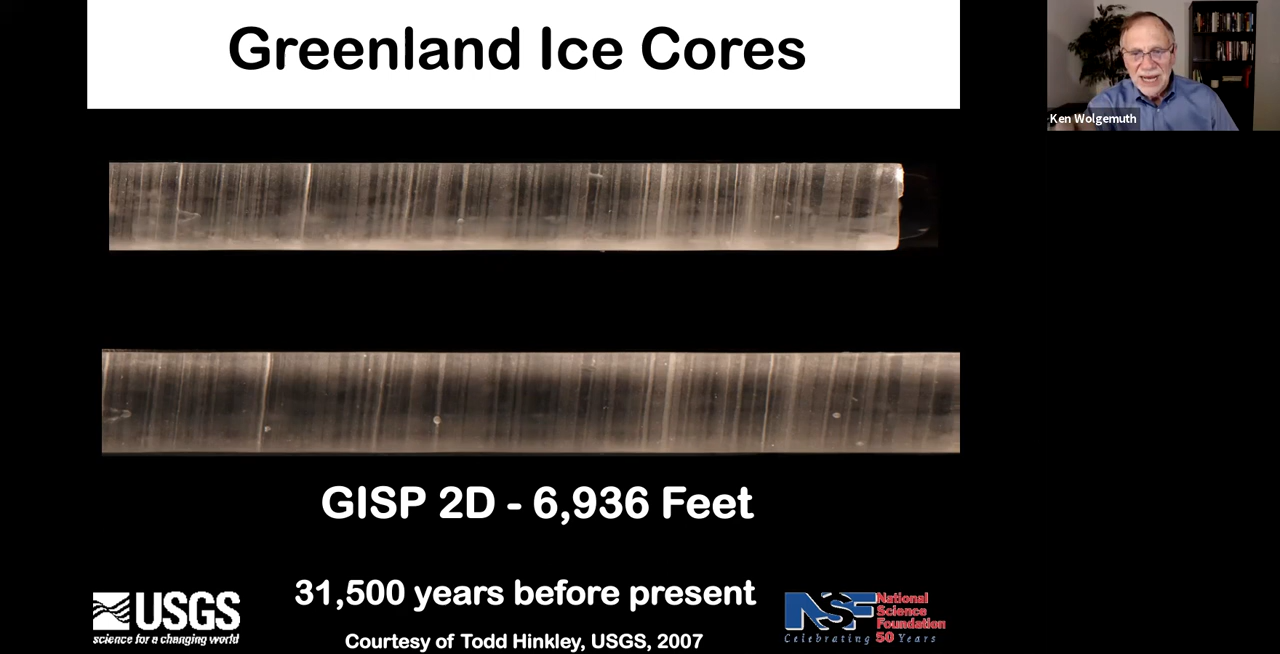 Greenland Ice Cores
Ken Wolgemuth
GISP 2D - 6,936 Feet
31,500 years before present
Courtesy of Todd Hinkley, USGS, 2007
USGS
science for a changing world
NSF
National
Science
Foundation
Celebrating 50 Years